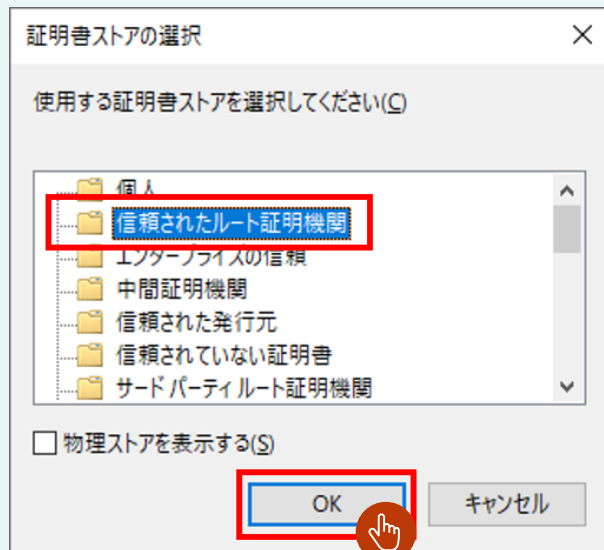 証明書ストアの選択
使用する証明書ストアを選択してください(C)
個人
信頼されたルート証明機関
エンタープライズの信頼
中間証明機関
信頼された発行元
信頼されていない証明書
サード パーティ ルート証明機関
物理ストアを表示する(S)
OK キャンセル